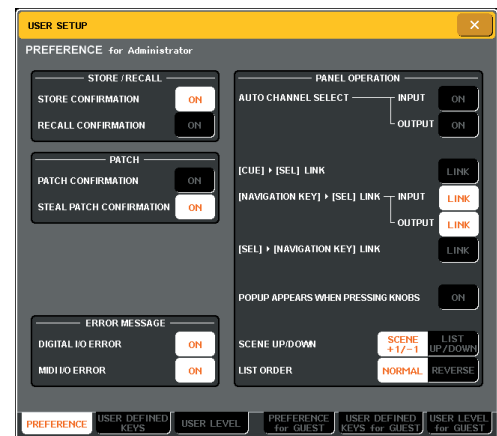 USER SETUP
×
PREFERENCE for Administrator
STORE / RECALL
STORE CONFIRMATION ON
RECALL CONFIRMATION ON
PATCH
PATCH CONFIRMATION ON
STEAL PATCH CONFIRMATION ON
ERROR MESSAGE
DIGITAL I/O ERROR ON
MIDI I/O ERROR ON
PANEL OPERATION
AUTO CHANNEL SELECT INPUT ON
OUTPUT ON
[CUE] ▸ [SEL] LINK LINK
[NAVIGATION KEY] ▸ [SEL] LINK INPUT LINK
OUTPUT LINK
[SEL] ▸ [NAVIGATION KEY] LINK LINK
POPUP APPEARS WHEN PRESSING KNOBS ON
SCENE UP/DOWN SCENE +1/-1 LIST UP/DOWN
LIST ORDER NORMAL REVERSE
PREFERENCE
USER DEFINED KEYS
USER LEVEL
PREFERENCE for GUEST
USER DEFINED KEYS for GUEST
USER LEVEL for GUEST